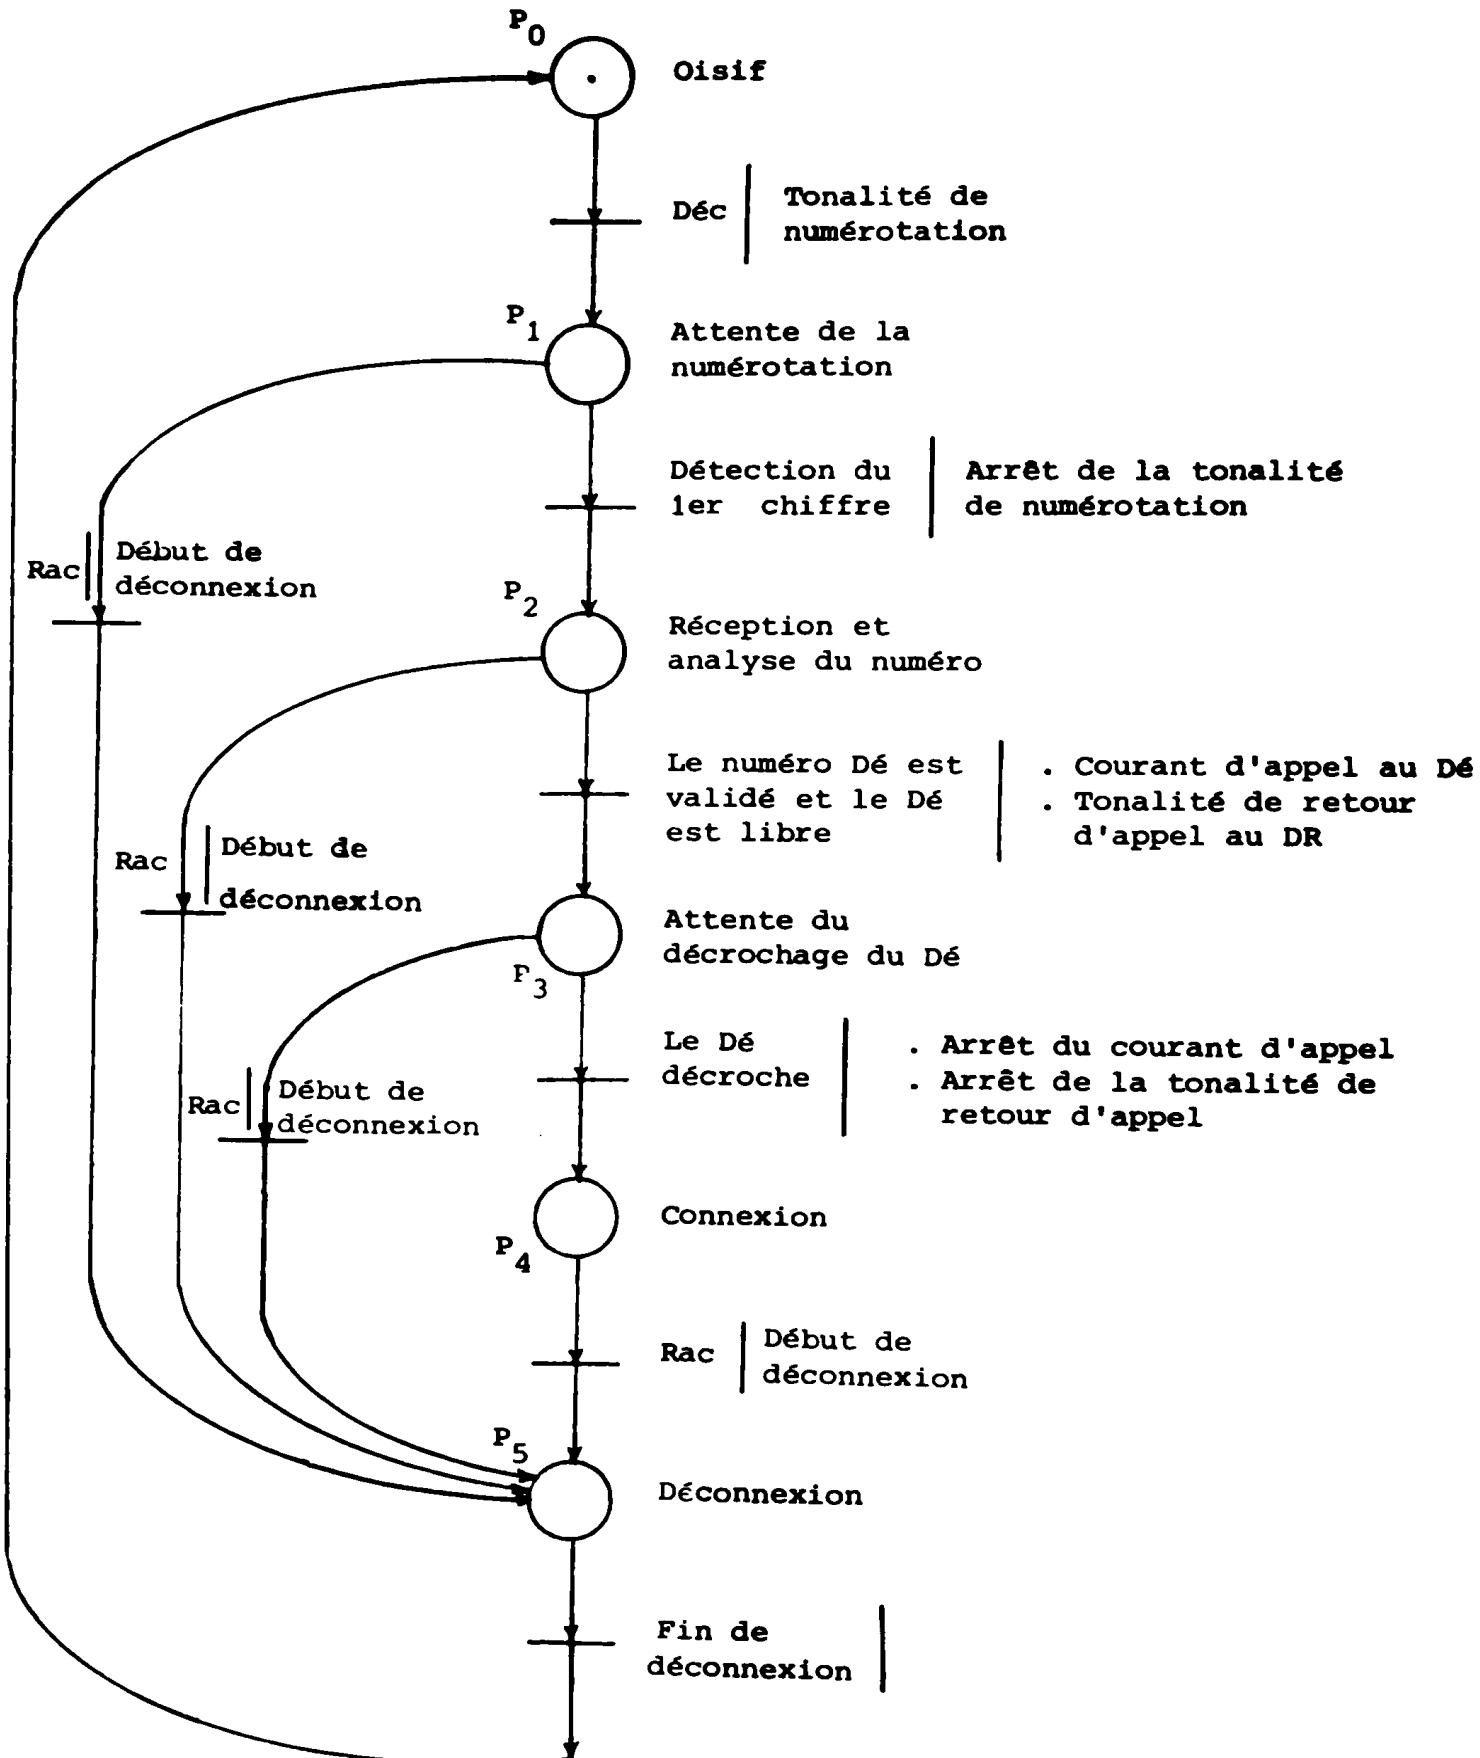 P0
Oisif
Déc
Tonalité de
numérotation
P1
Attente de la
numérotation
Détection du
1er chiffre
Arrêt de la tonalité
de numérotation
Rac
Début de
déconnexion
P2
Réception et
analyse du numéro
Le numéro Dé est
validé et le Dé
est libre
. Courant d'appel au Dé
. Tonalité de retour
d'appel au DR
Rac
Début de
déconnexion
P3
Attente du
décrochage du Dé
Le Dé
décroche
. Arrêt du courant d'appel
. Arrêt de la tonalité de
retour d'appel
Rac
Début de
déconnexion
P4
Connexion
Rac
Début de
déconnexion
P5
Déconnexion
Fin de
déconnexion